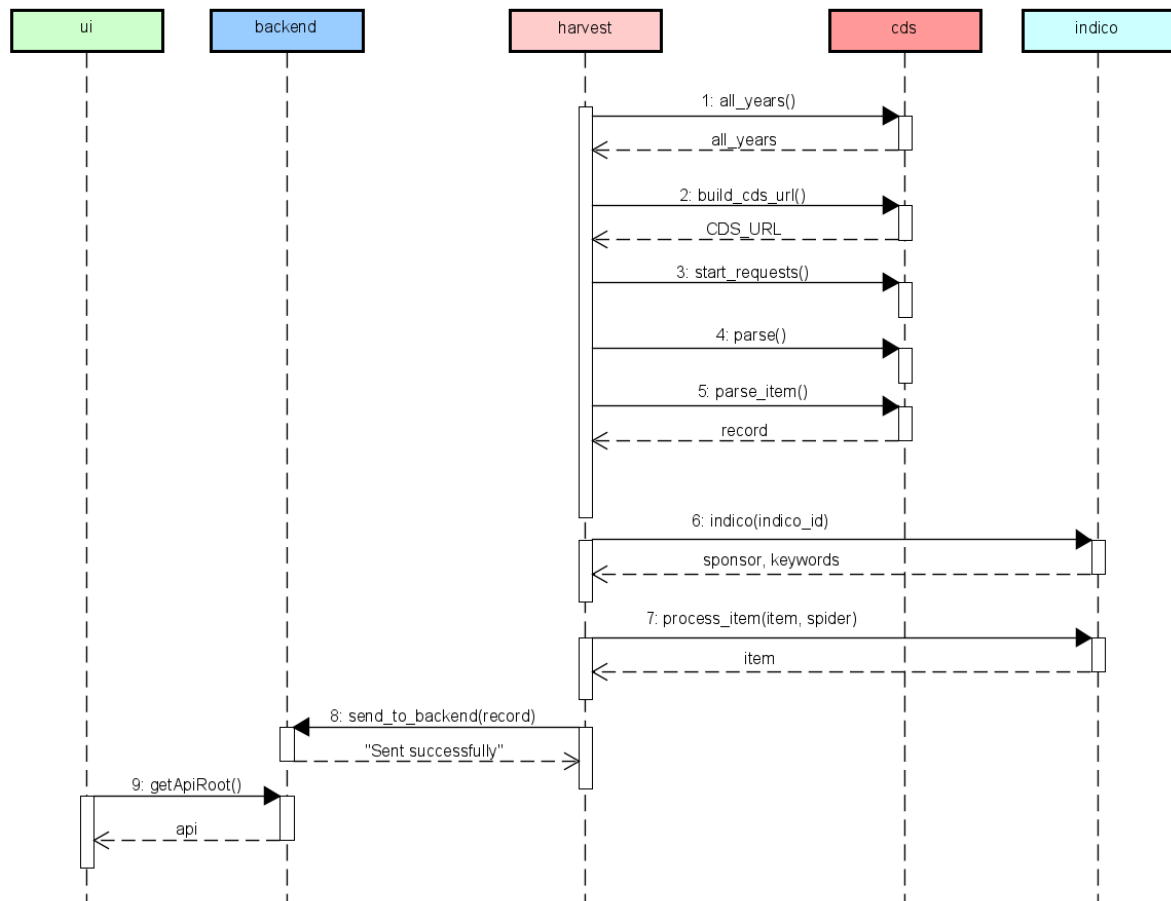 ui
backend
harvest
cds
indico
1: all_years()
all_years
2: build_cds_url()
CDS_URL
3: start_requests()
4: parse()
5: parse_item()
record
6: indico(indico_id)
sponsor, keywords
7: process_item(item, spider)
item
8: send_to_backend(record)
"Sent successfully"
9: getApiRoot()
api